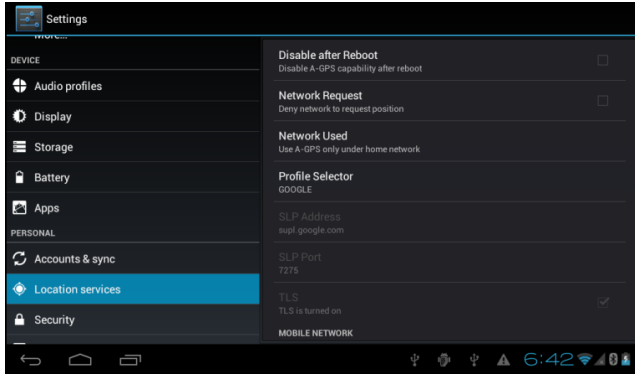 Settings
More...
DEVICE
Audio profiles
Display
Storage
Battery
Apps
PERSONAL
Accounts & sync
Location services
Security
Disable after Reboot
Disable A-GPS capability after reboot
Network Request
Deny network to request position
Network Used
Use A-GPS only under home network
Profile Selector
GOOGLE
SLP Address
supl.google.com
SLP Port
7275
TLS
TLS is turned on
MOBILE NETWORK
6:42